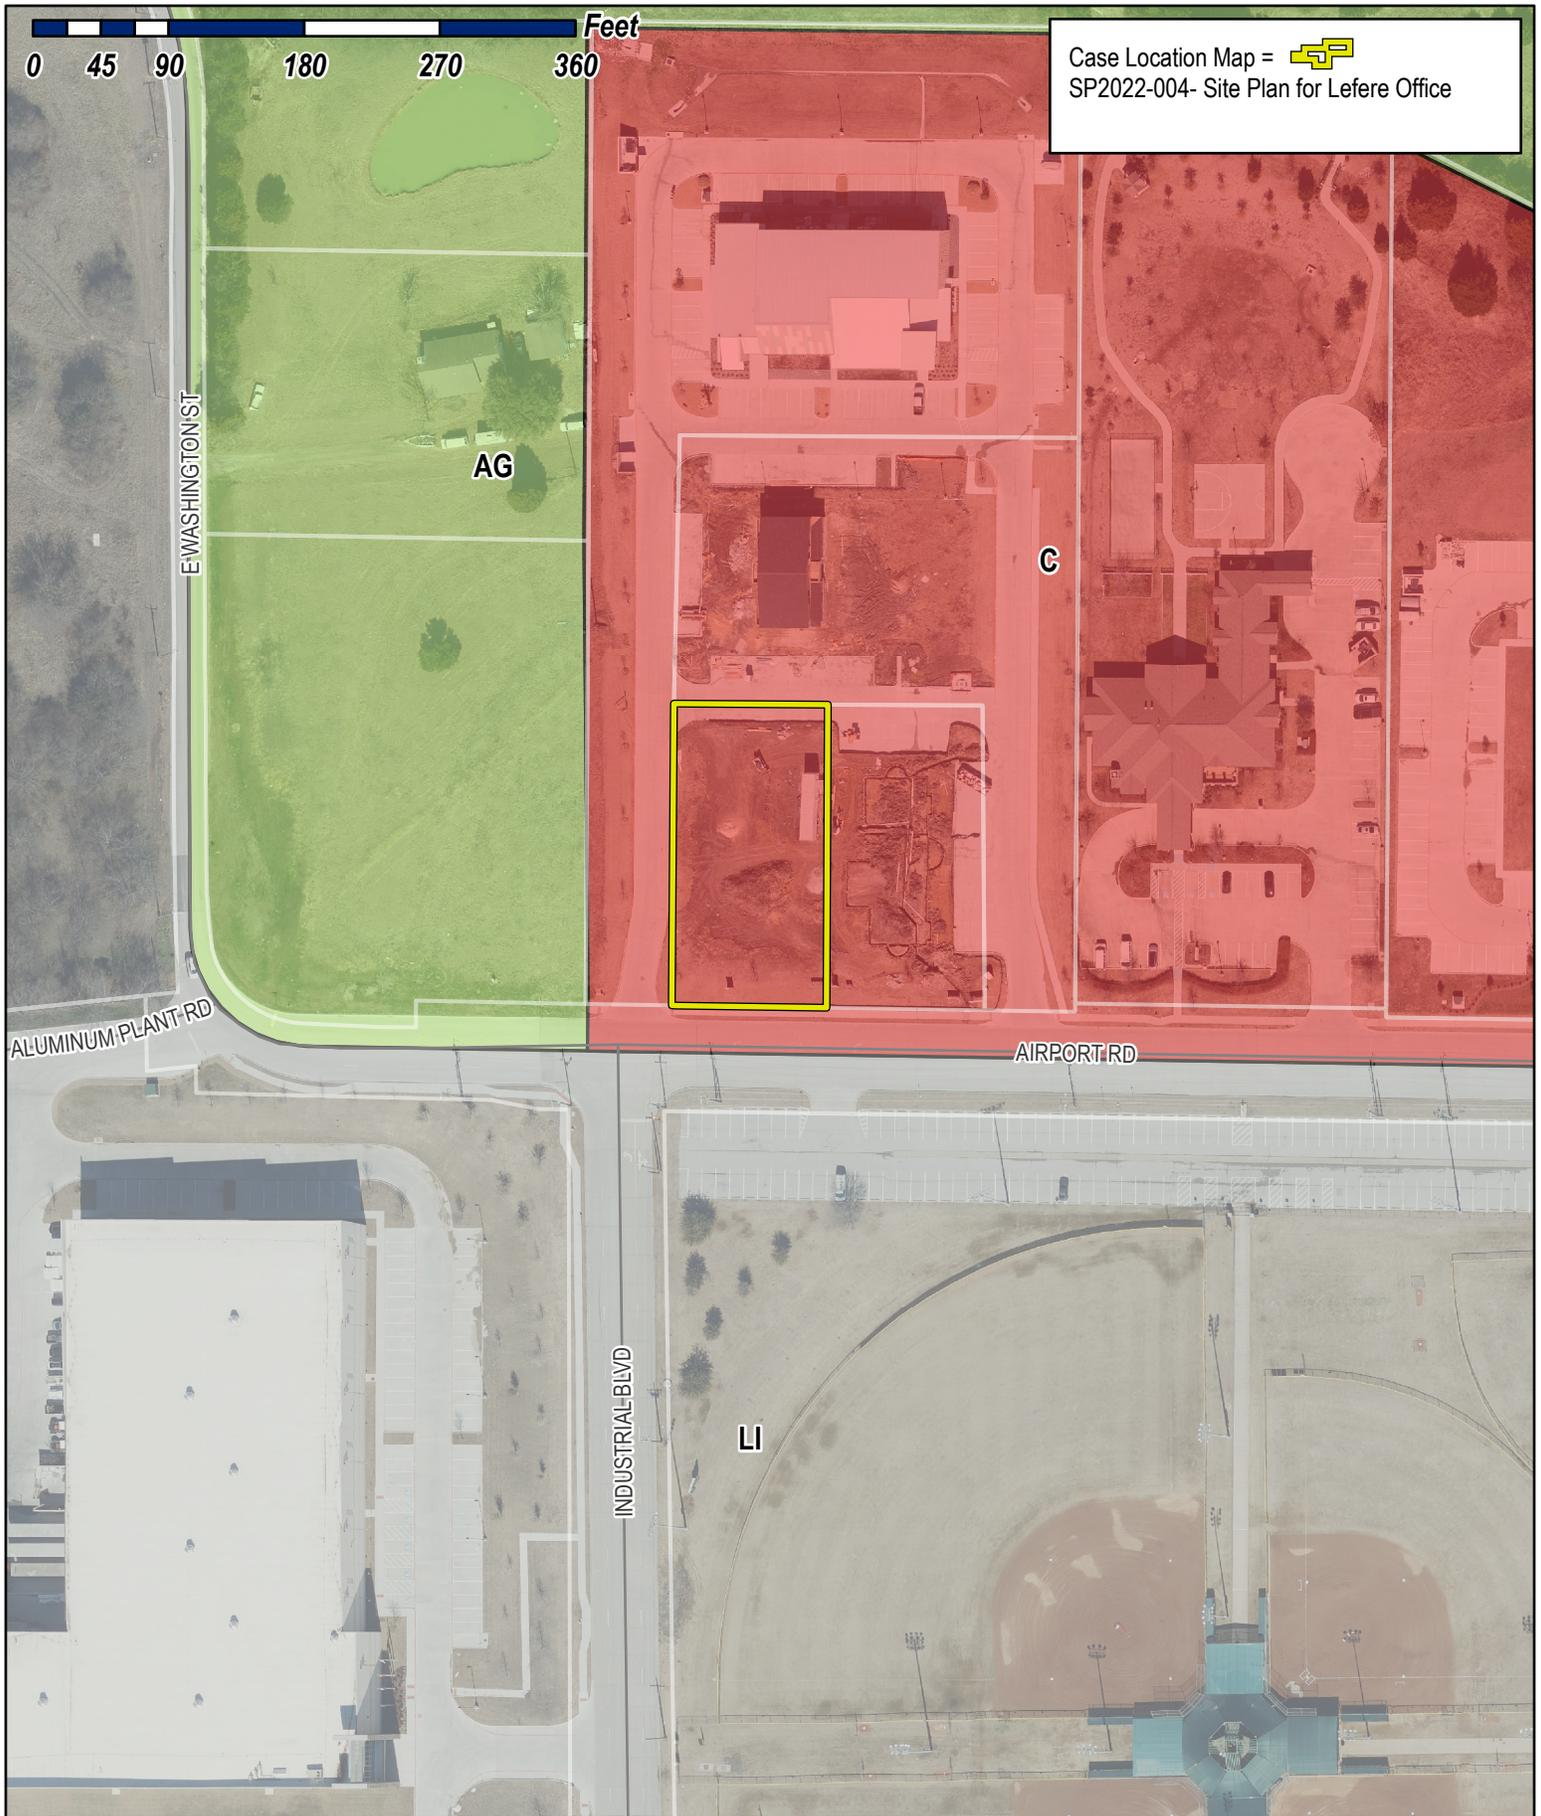 Feet
0 45 90 180 270 360
Case Location Map =
SP2022-004- Site Plan for Lefere Office
E WASHINGTON ST
AG
C
ALUMINUM PLANT RD
AIRPORT RD
INDUSTRIAL BLVD
LI